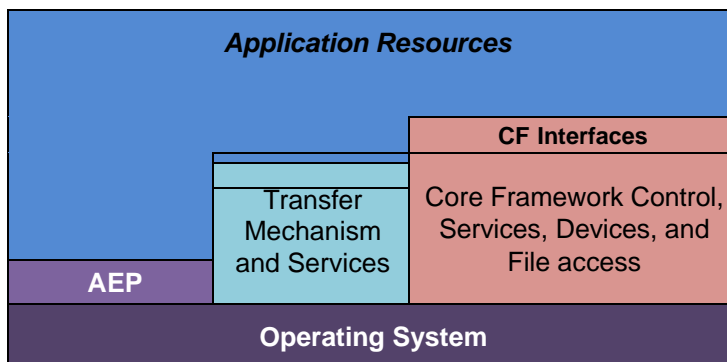 Application Resources
CF Interfaces
Transfer
Mechanism
and Services
Core Framework Control,
Services, Devices, and
File access
AEP
Operating System